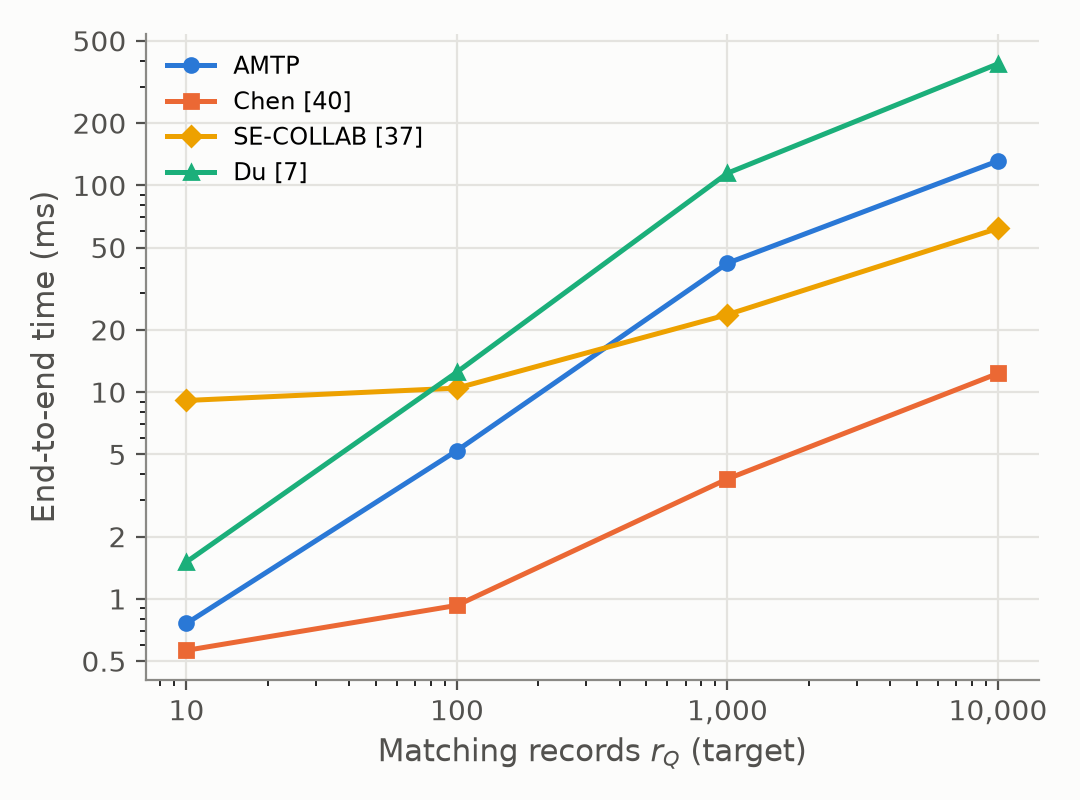 500
200
100
50
20
10
5
2
1
0.5
End-to-end time (ms)
AMTP
Chen [40]
SE-COLLAB [37]
Du [7]
10
100
1,000
10,000
Matching records r_Q (target)